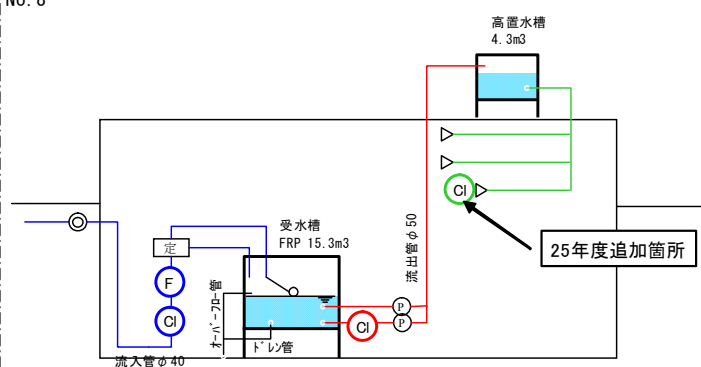 NO.8
高置水槽
4.3m3
Cl
25年度追加箇所
流出管φ50
受水槽
FRP 15.3m3
定
F
Cl
オーバーフロー管
ドレン管
P
P
Cl
流入管φ40